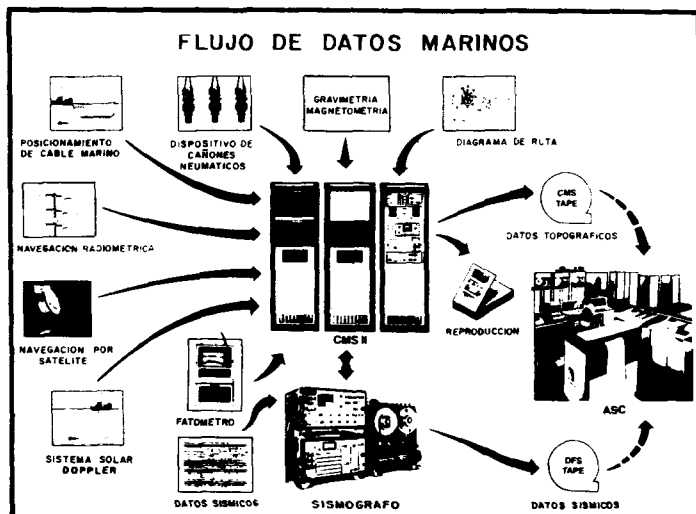 FLUJO DE DATOS MARINOS
POSICIONAMIENTO
DE CABLE MARINO
DISPOSITIVO DE
CAÑONES
NEUMATICOS
GRAVIMETRIA
MAGNETOMETRIA
DIAGRAMA DE RUTA
NAVEGACION RADIOMETRICA
CMS
TAPE
DATOS TOPOGRAFICOS
NAVEGACION POR
SATELITE
CMS II
REPRODUCCION
ASC
FATOMETRO
SISTEMA SOLAR
DOPPLER
DATOS SISMICOS
SISMOGRAFO
DFS
TAPE
DATOS SISMICOS